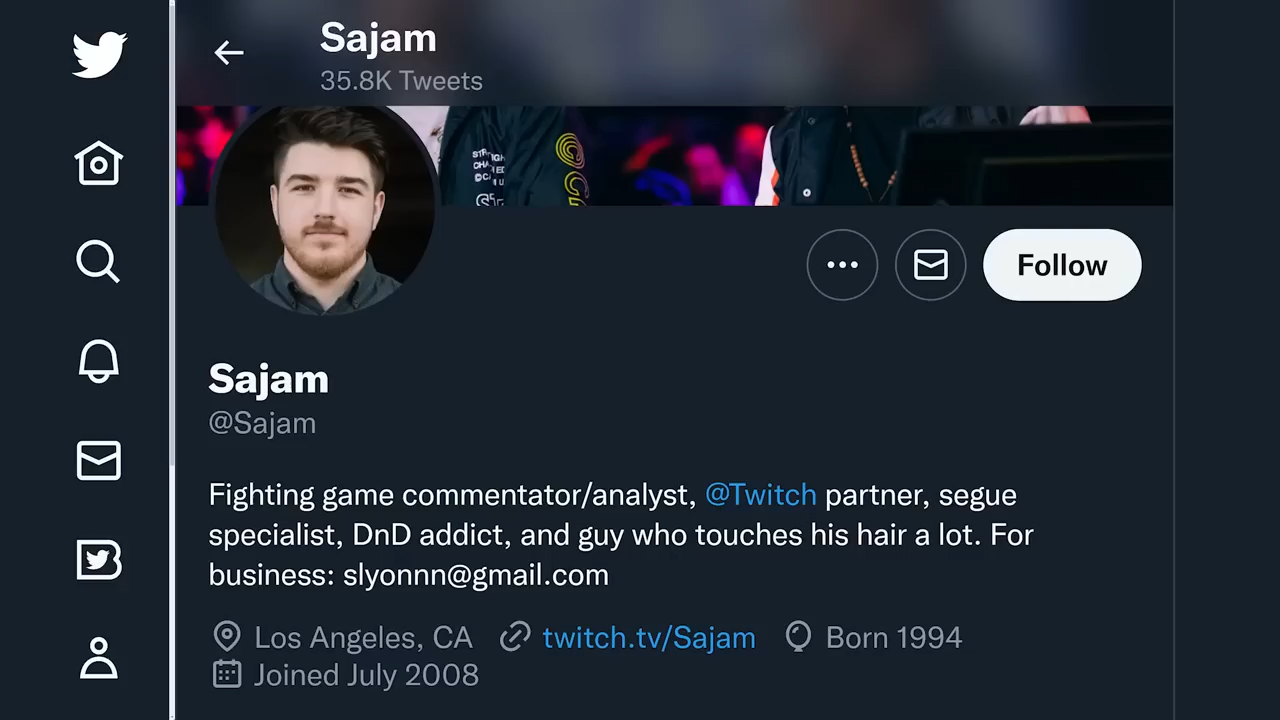 Sajam
35.8K Tweets
Follow
Sajam
@Sajam
Fighting game commentator/analyst, @Twitch partner, segue
specialist, DnD addict, and guy who touches his hair a lot. For
business: slyonnn@gmail.com
Los Angeles, CA twitch.tv/Sajam Born 1994
Joined July 2008